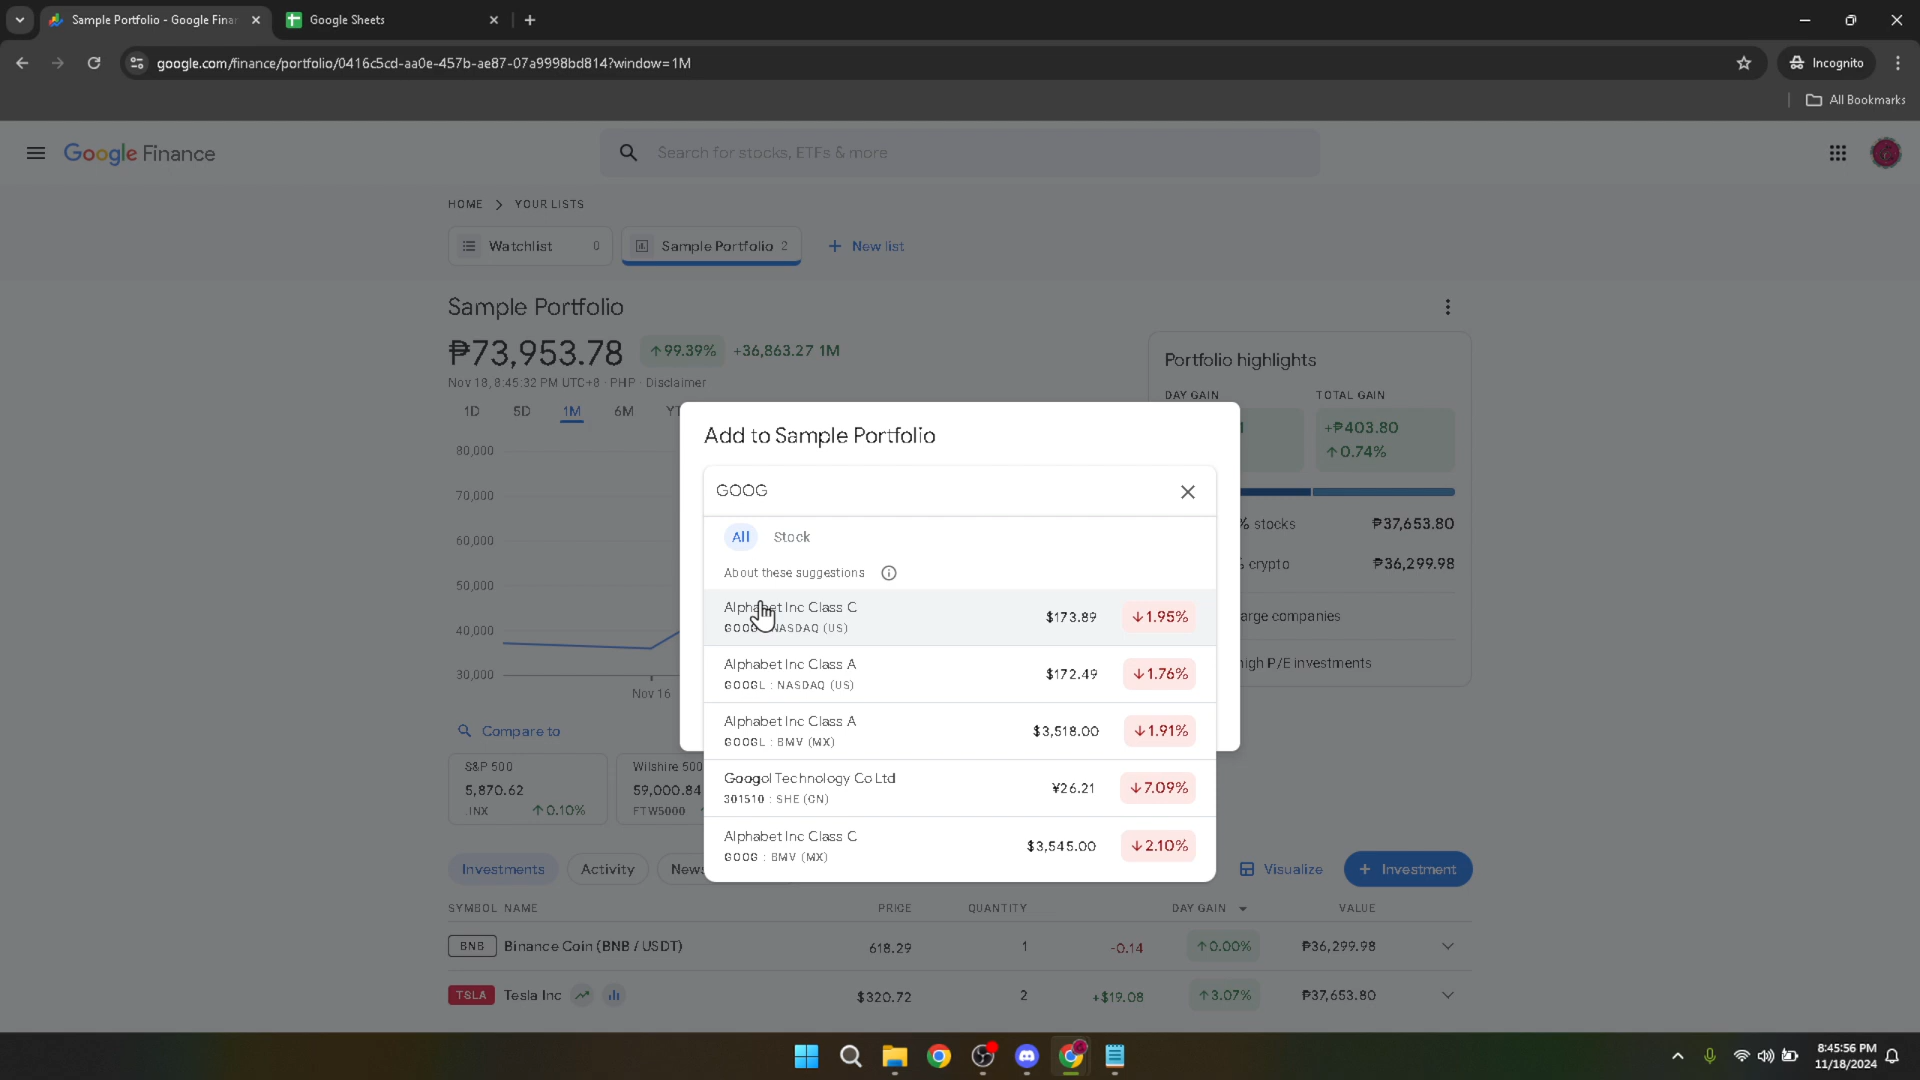 Sample Portfolio - Google Finan
Google Sheets
google.com/finance/portfolio/0416c5cd-aa0e-457b-ae87-07a9998bd814?window=1M
Incognito
All Bookmarks
Google Finance
Search for stocks, ETFs & more
HOME > YOUR LISTS
Watchlist 0
Sample Portfolio 2
+ New list
Sample Portfolio
₱73,953.78 ↑99.39% +36,863.27 1M
Nov 18, 8:45:32 PM UTC+8 · PHP · Disclaimer
1D 5D 1M 6M YT
80,000
75,000
70,000
60,000
50,000
40,000
30,000
Nov 16
Portfolio highlights
DAY GAIN TOTAL GAIN
+₱403.80
↑0.74%
% stocks ₱37,653.80
crypto ₱36,299.98
arge companies
igh P/E investments
Add to Sample Portfolio
GOOG
All Stock
About these suggestions
Alphabet Inc Class C
GOOG : NASDAQ (US)
$173.89 ↓1.95%
Alphabet Inc Class A
GOOGL : NASDAQ (US)
$172.49 ↓1.76%
Alphabet Inc Class A
GOOGL : BMV (MX)
$3,518.00 ↓1.91%
Googol Technology Co Ltd
301510 : SHE (CN)
¥26.21 ↓7.09%
Alphabet Inc Class C
GOOG : BMV (MX)
$3,545.00 ↓2.10%
Compare to
S&P 500
5,870.62
.INX ↑0.10%
Wilshire 500
59,000.84
FTW5000
Investments Activity News
Visualize
+ Investment
SYMBOL NAME PRICE QUANTITY DAY GAIN VALUE
BNB Binance Coin (BNB / USDT) 618.29 1 -0.14 ↑0.00% ₱36,299.98
TSLA Tesla Inc $320.72 2 +$19.08 ↑3.07% ₱37,653.80
8:45:56 PM
11/18/2024